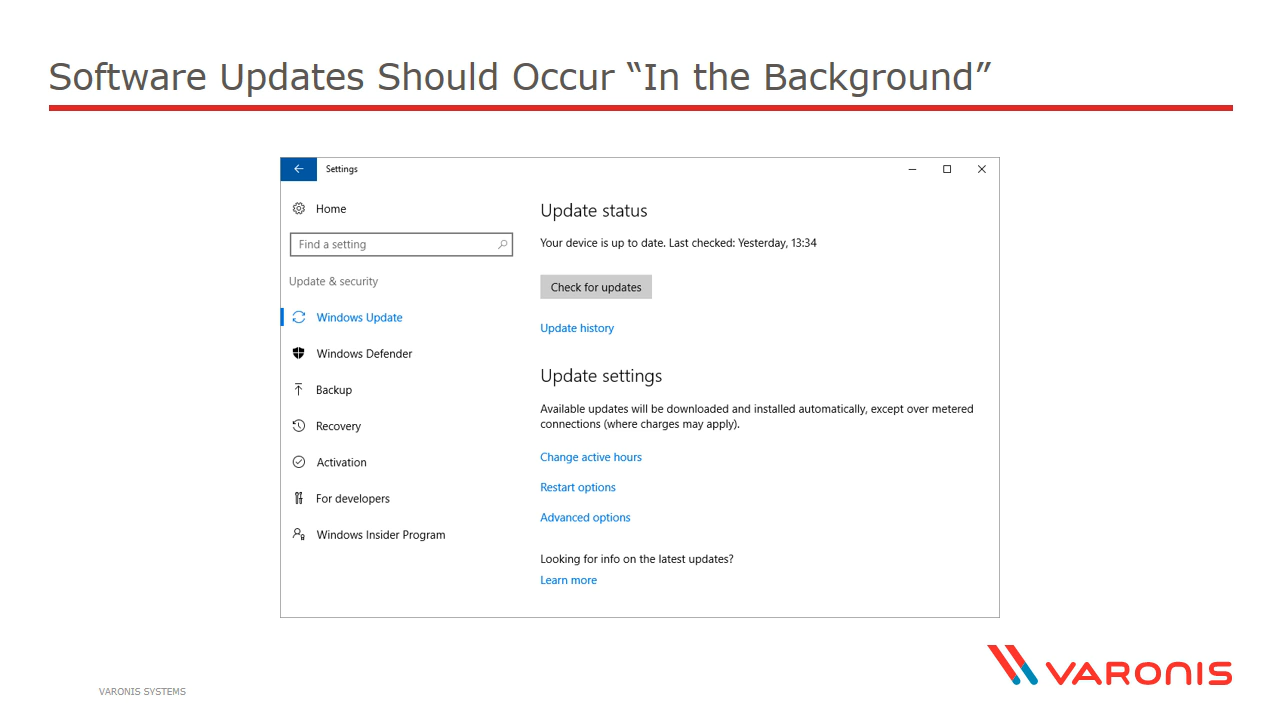 Software Updates Should Occur “In the Background”
Settings
Home
Find a setting
Update & security
Windows Update
Windows Defender
Backup
Recovery
Activation
For developers
Windows Insider Program
Update status
Your device is up to date. Last checked: Yesterday, 13:34
Check for updates
Update history
Update settings
Available updates will be downloaded and installed automatically, except over metered
connections (where charges may apply).
Change active hours
Restart options
Advanced options
Looking for info on the latest updates?
Learn more
VARONIS SYSTEMS
VARONIS